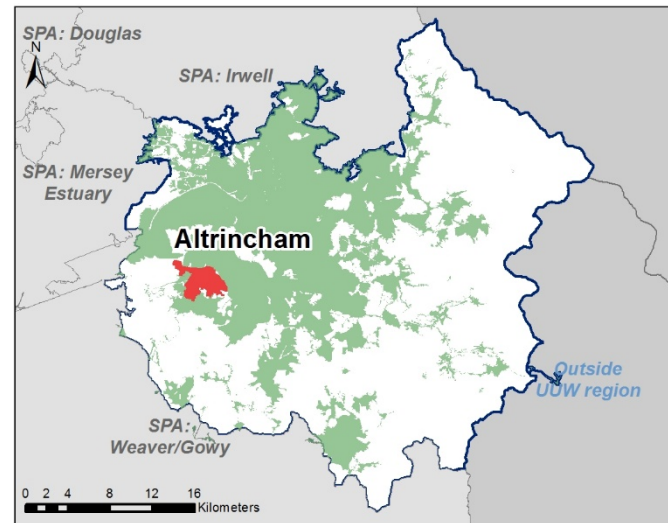 SPA: Douglas
N
SPA: Irwell
SPA: Mersey
Estuary
Altrincham
Outside
UUW region
SPA:
Weaver/Gowy
0 2 4 8 12 16
Kilometers